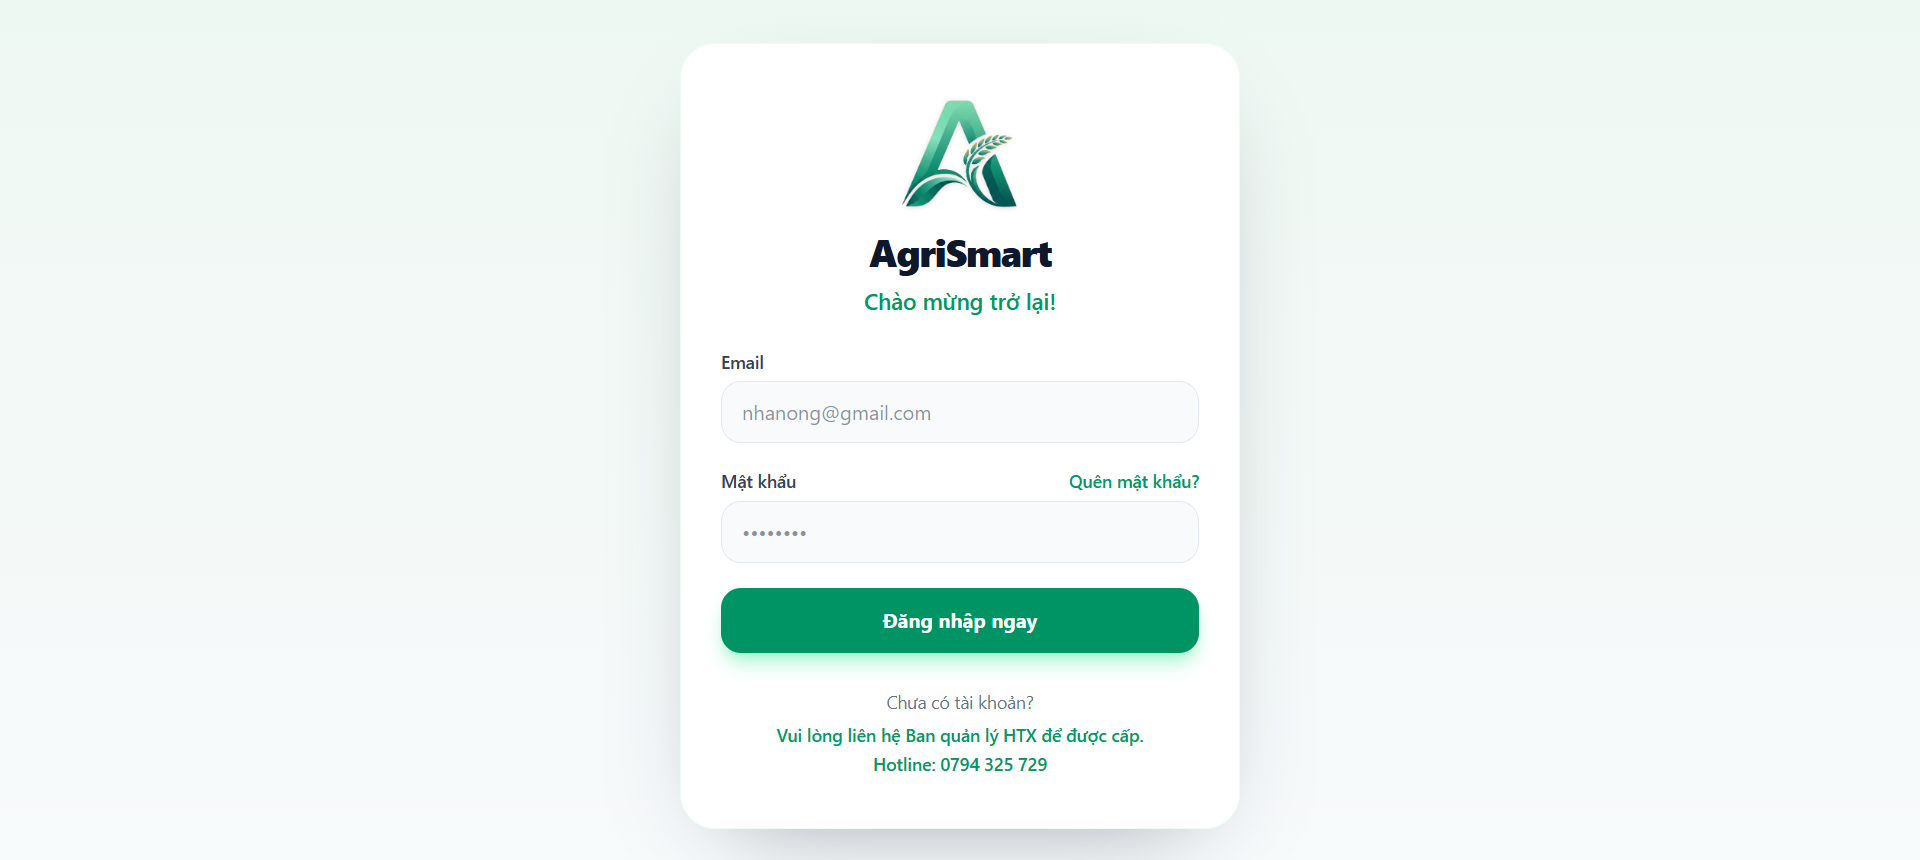 AgriSmart
Chào mừng trở lại!
Email
nhanong@gmail.com
Mật khẩu
Quên mật khẩu?
••••••••
Đăng nhập ngay
Chưa có tài khoản?
Vui lòng liên hệ Ban quản lý HTX để được cấp.
Hotline: 0794 325 729